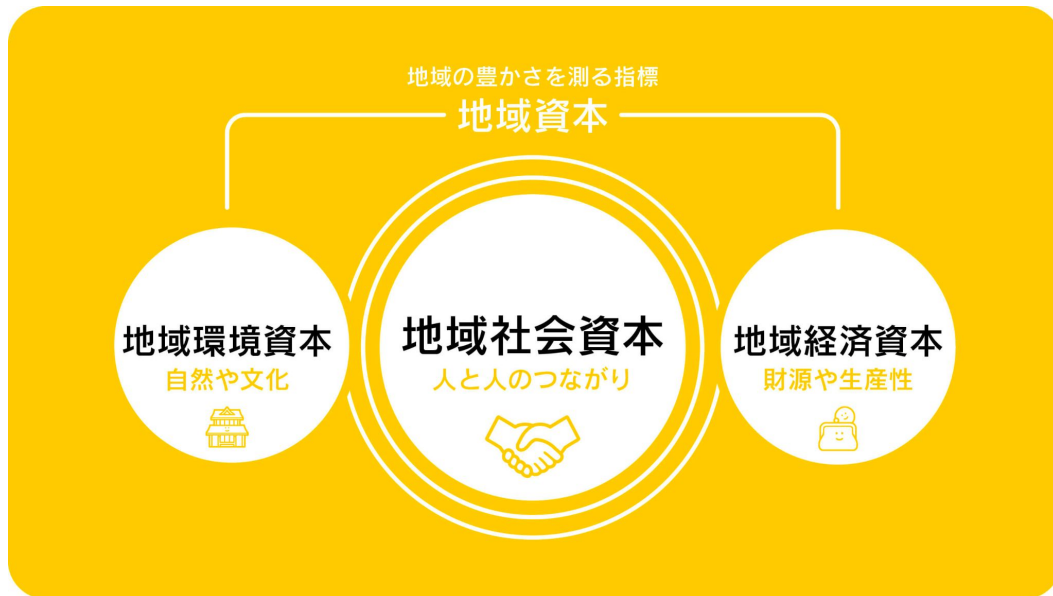 地域の豊かさを測る指標
地域資本
地域環境資本
自然や文化
地域社会資本
人と人のつながり
地域経済資本
財源や生産性